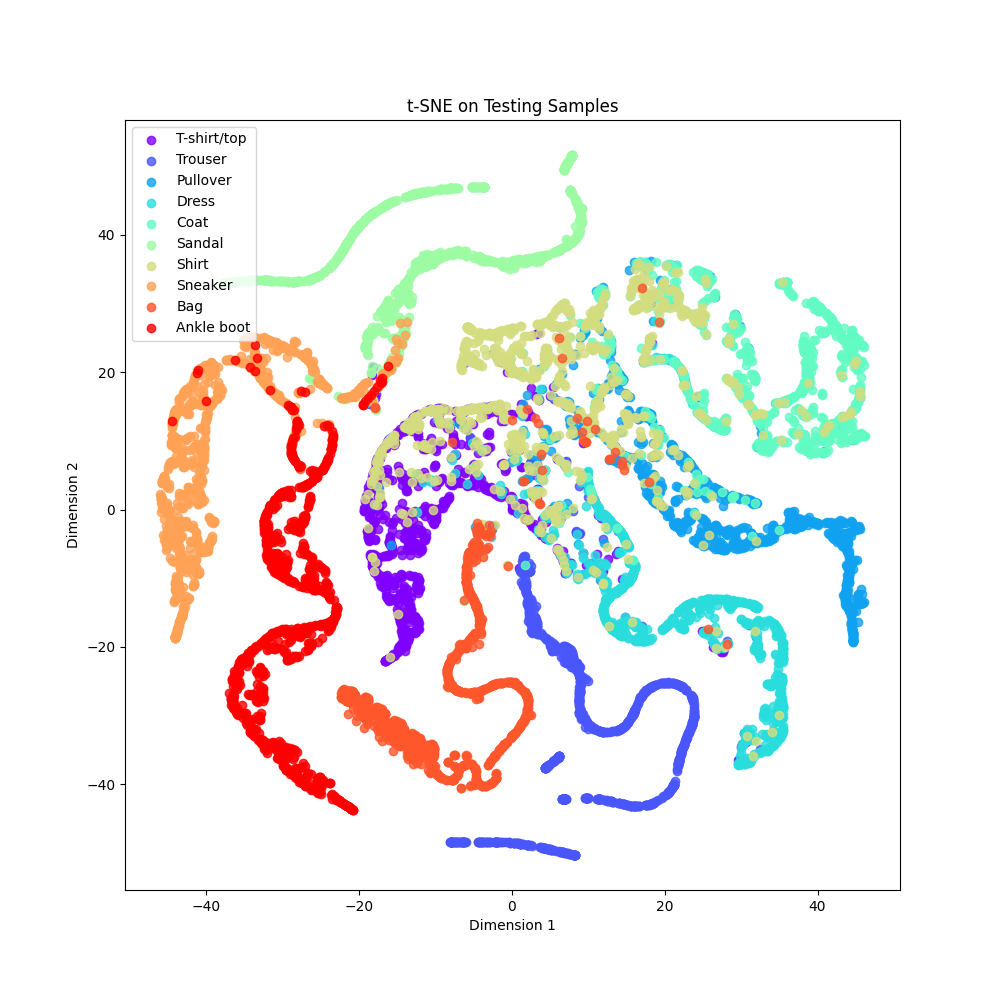 t-SNE on Testing Samples
T-shirt/top
Trouser
Pullover
Dress
Coat
Sandal
Shirt
Sneaker
Bag
Ankle boot
40
20
0
−20
−40
Dimension 2
−40 −20 0 20 40
Dimension 1